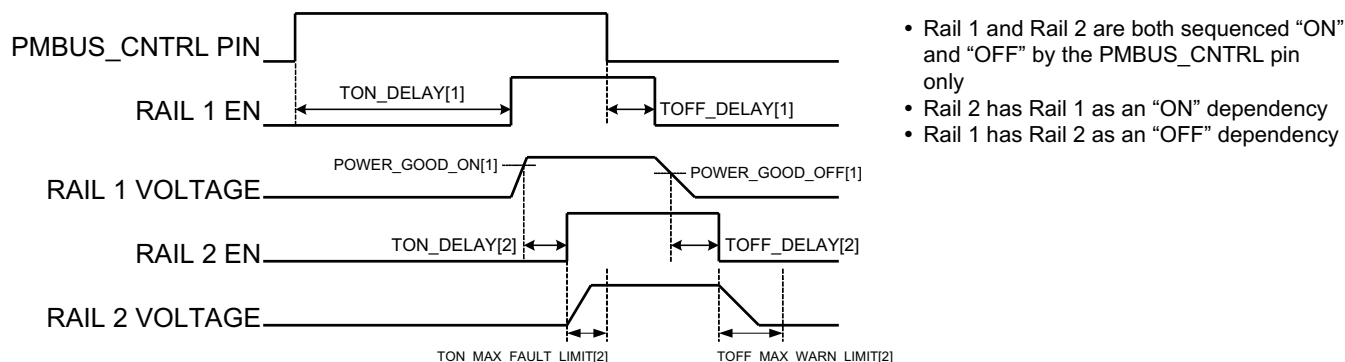 PMBUS_CNTRL PIN
RAIL 1 EN
TON_DELAY[1]
TOFF_DELAY[1]
RAIL 1 VOLTAGE
POWER_GOOD_ON[1]
POWER_GOOD_OFF[1]
RAIL 2 EN
TON_DELAY[2]
TOFF_DELAY[2]
RAIL 2 VOLTAGE
TON_MAX_FAULT_LIMIT[2]
TOFF_MAX_WARN_LIMIT[2]
• Rail 1 and Rail 2 are both sequenced “ON”
and “OFF” by the PMBUS_CNTRL pin
only
• Rail 2 has Rail 1 as an “ON” dependency
• Rail 1 has Rail 2 as an “OFF” dependency